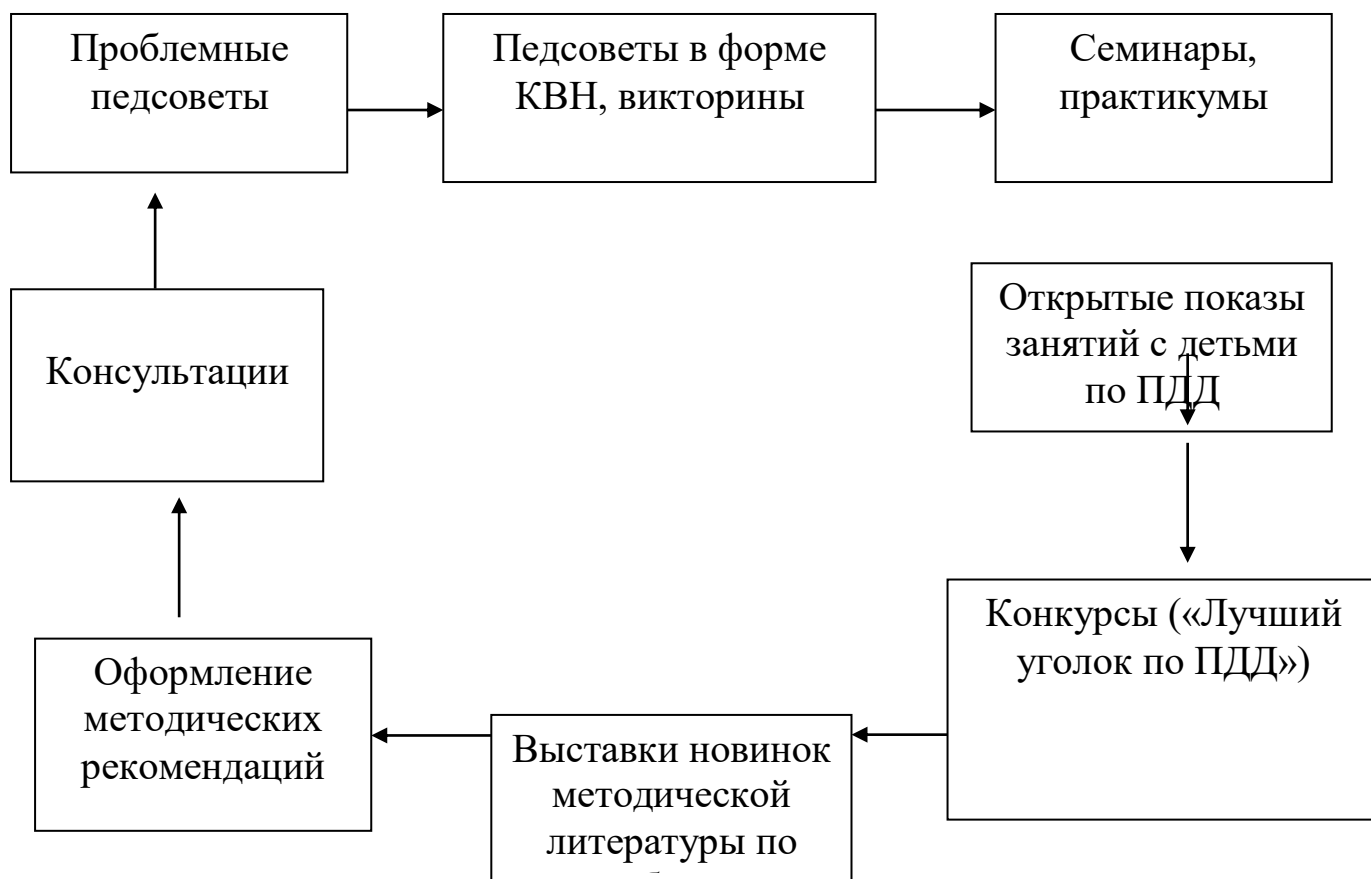 Проблемные
педсоветы
Педсоветы в форме
КВН, викторины
Семинары,
практикумы
Открытые показы
занятий с детьми
по ПДД
Консультации
Конкурсы («Лучший
уголок по ПДД»)
Оформление
методических
рекомендаций
Выставки новинок
методической
литературы по